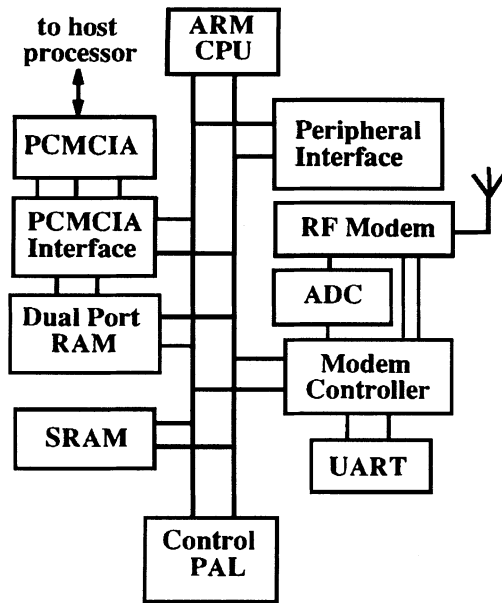 to host
processor
ARM
CPU
PCMCIA
Peripheral
Interface
PCMCIA
Interface
RF Modem
ADC
Dual Port
RAM
Modem
Controller
SRAM
UART
Control
PAL